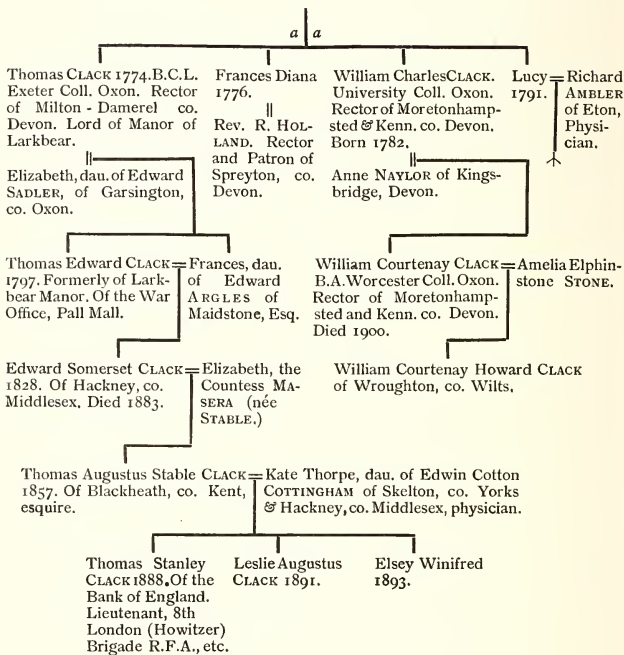 a a
Thomas CLACK 1774.B.C.L.
Exeter Coll. Oxon. Rector
of Milton - Damerel co.
Devon. Lord of Manor of
Larkbear.
||
Elizabeth, dau. of Edward
SADLER, of Garsington,
co. Oxon.
Frances Diana
1776.
||
Rev. R. HOL-
LAND. Rector
and Patron of
Spreyton, co.
Devon.
William Charles CLACK.
University Coll. Oxon.
Rector of Moretonhamp-
sted & Kenn. co. Devon.
Born 1782.
||
Anne NAYLOR of Kings-
bridge, Devon.
Lucy = Richard
1791. AMBLER
of Eton,
Physi-
cian.
Thomas Edward CLACK = Frances, dau.
1797. Formerly of Lark-
bear Manor. Of the War
Office, Pall Mall.
of Edward
ARGLES of
Maidstone, Esq.
William Courtenay CLACK = Amelia Elphin-
B.A. Worcester Coll. Oxon. stone STONE.
Rector of Moretonhamp-
sted and Kenn. co. Devon.
Died 1900.
Edward Somerset CLACK = Elizabeth, the
1828. Of Hackney, co.
Middlesex. Died 1883.
Countess MA-
SERA (née
STABLE.)
William Courtenay Howard CLACK
of Wroughton, co. Wilts.
Thomas Augustus Stable CLACK = Kate Thorpe, dau. of Edwin Cotton
1857. Of Blackheath, co. Kent,
esquire.
COTTINGHAM of Skelton, co. Yorks
& Hackney, co. Middlesex, physician.
Thomas Stanley
CLACK 1888. Of the
Bank of England.
Lieutenant, 8th
London (Howitzer)
Brigade R.F.A., etc.
Leslie Augustus
CLACK 1891.
Elsey Winifred
1893.